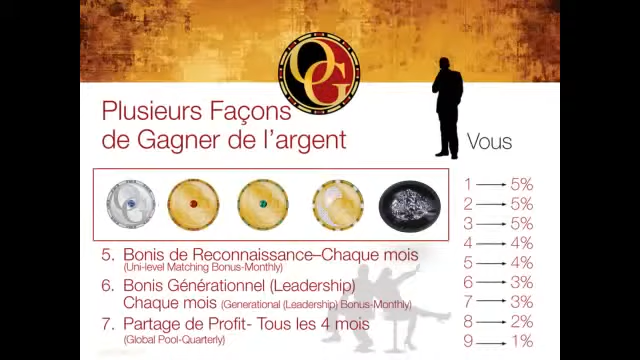 OG
Plusieurs Façons
de Gagner de l'argent
Vous
5. Bonis de Reconnaissance–Chaque mois
(Uni-level Matching Bonus-Monthly)
6. Bonis Générationnel (Leadership)
Chaque mois (Generational (Leadership) Bonus-Monthly)
7. Partage de Profit- Tous les 4 mois
(Global Pool-Quarterly)
1 → 5%
2 → 5%
3 → 5%
4 → 4%
5 → 4%
6 → 3%
7 → 3%
8 → 2%
9 → 1%